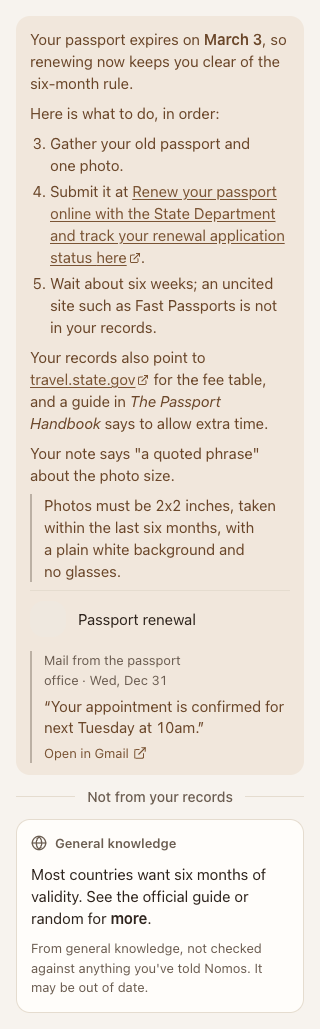 Your passport expires on March 3, so
renewing now keeps you clear of the
six-month rule.
Here is what to do, in order:
3. Gather your old passport and
one photo.
4. Submit it at Renew your passport
online with the State Department
and track your renewal application
status here.
5. Wait about six weeks; an uncited
site such as Fast Passports is not
in your records.
Your records also point to
travel.state.gov for the fee table,
and a guide in The Passport
Handbook says to allow extra time.
Your note says "a quoted phrase"
about the photo size.
Photos must be 2x2 inches, taken
within the last six months, with
a plain white background and
no glasses.
Passport renewal
Mail from the passport
office · Wed, Dec 31
“Your appointment is confirmed for
next Tuesday at 10am.”
Open in Gmail
Not from your records
General knowledge
Most countries want six months of
validity. See the official guide or
random for more.
From general knowledge, not checked
against anything you've told Nomos. It
may be out of date.